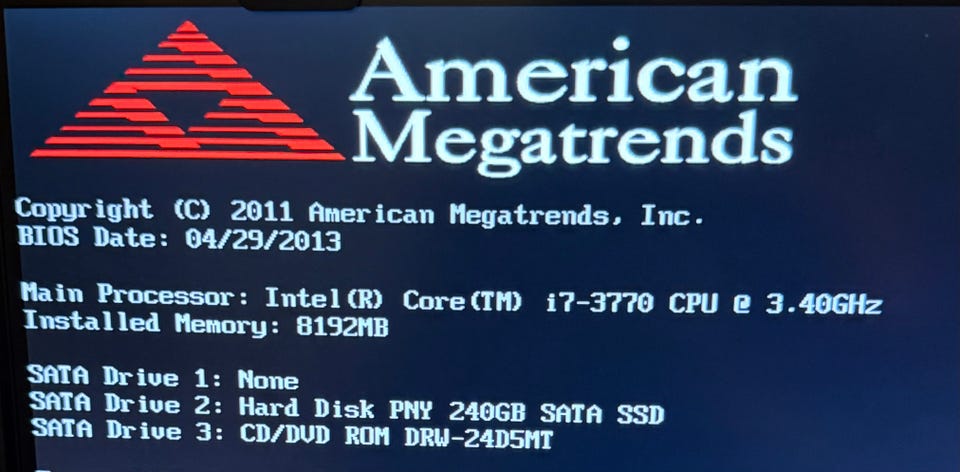 American
Megatrends
Copyright (C) 2011 American Megatrends, Inc.
BIOS Date: 04/29/2013
Main Processor: Intel(R) Core(TM) i7-3770 CPU @ 3.40GHz
Installed Memory: 8192MB
SATA Drive 1: None
SATA Drive 2: Hard Disk PNY 240GB SATA SSD
SATA Drive 3: CD/DVD ROM DRW-24D5MT